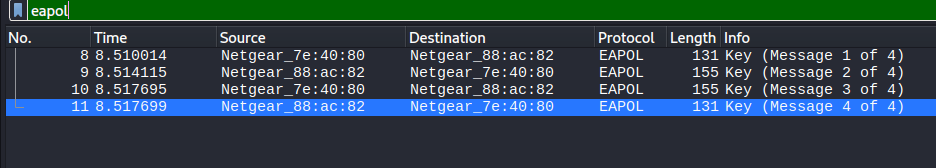 eapol
No. Time Source Destination Protocol Length Info
8 8.510014 Netgear_7e:40:80 Netgear_88:ac:82 EAPOL 131 Key (Message 1 of 4)
9 8.514115 Netgear_88:ac:82 Netgear_7e:40:80 EAPOL 155 Key (Message 2 of 4)
10 8.517695 Netgear_7e:40:80 Netgear_88:ac:82 EAPOL 155 Key (Message 3 of 4)
11 8.517699 Netgear_88:ac:82 Netgear_7e:40:80 EAPOL 131 Key (Message 4 of 4)